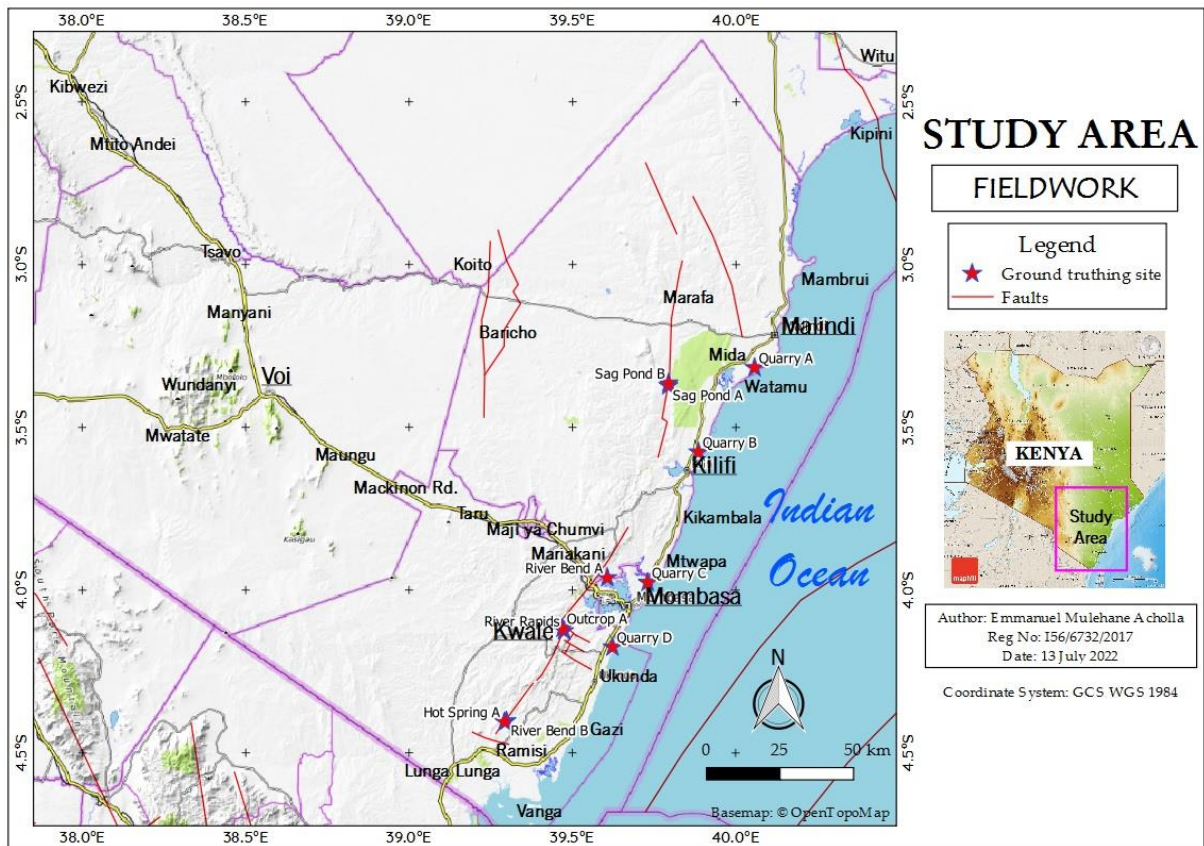 38.0°E 38.5°E 39.0°E 39.5°E 40.0°E
2.5°S
2.5°S
3.0°S
3.0°S
3.5°S
3.5°S
4.0°S
4.0°S
4.5°S
4.5°S
Witu
Kibwezi
Kipini
Mtito Andei
Tsavo
Koito
Mambrui
Manyani
Marafa
Baricho
Malindi
Mida
Quarry A
Sag Pond B
Wundanyi
Voi
Sag Pond A
Watamu
Mwatate
Quarry B
Maungu
Kilifi
Mackinon Rd.
Taru
Kikambala
Indian
Ocean
Maji ya Chumvi
Mariakani
Mtwapa
River Bend A
Quarry C
Kasigau
Mombasa
River Rapids
Outcrop A
Kwale
Quarry D
Ukunda
Hot Spring A
River Bend B
Gazi
Ramisi
Lunga Lunga
Vanga
N
0 25 50 km
Basemap: © OpenTopoMap
38.0°E 38.5°E 39.0°E 39.5°E 40.0°E
STUDY AREA
FIELDWORK
Legend
Ground truthing site
Faults
KENYA
Study
Area
maphill
Author: Emmanuel Mulehane Acholla
Reg No: I56/6732/2017
Date: 13 July 2022
Coordinate System: GCS WGS 1984